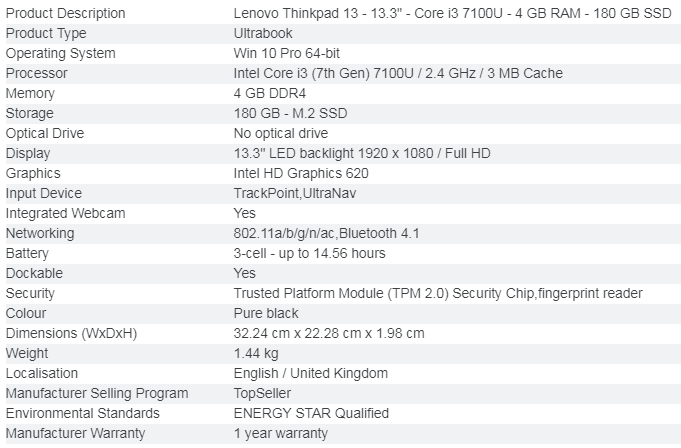 Product Description Lenovo Thinkpad 13 - 13.3" - Core i3 7100U - 4 GB RAM - 180 GB SSD
Product Type Ultrabook
Operating System Win 10 Pro 64-bit
Processor Intel Core i3 (7th Gen) 7100U / 2.4 GHz / 3 MB Cache
Memory 4 GB DDR4
Storage 180 GB - M.2 SSD
Optical Drive No optical drive
Display 13.3" LED backlight 1920 x 1080 / Full HD
Graphics Intel HD Graphics 620
Input Device TrackPoint,UltraNav
Integrated Webcam Yes
Networking 802.11a/b/g/n/ac,Bluetooth 4.1
Battery 3-cell - up to 14.56 hours
Dockable Yes
Security Trusted Platform Module (TPM 2.0) Security Chip,fingerprint reader
Colour Pure black
Dimensions (WxDxH) 32.24 cm x 22.28 cm x 1.98 cm
Weight 1.44 kg
Localisation English / United Kingdom
Manufacturer Selling Program TopSeller
Environmental Standards ENERGY STAR Qualified
Manufacturer Warranty 1 year warranty